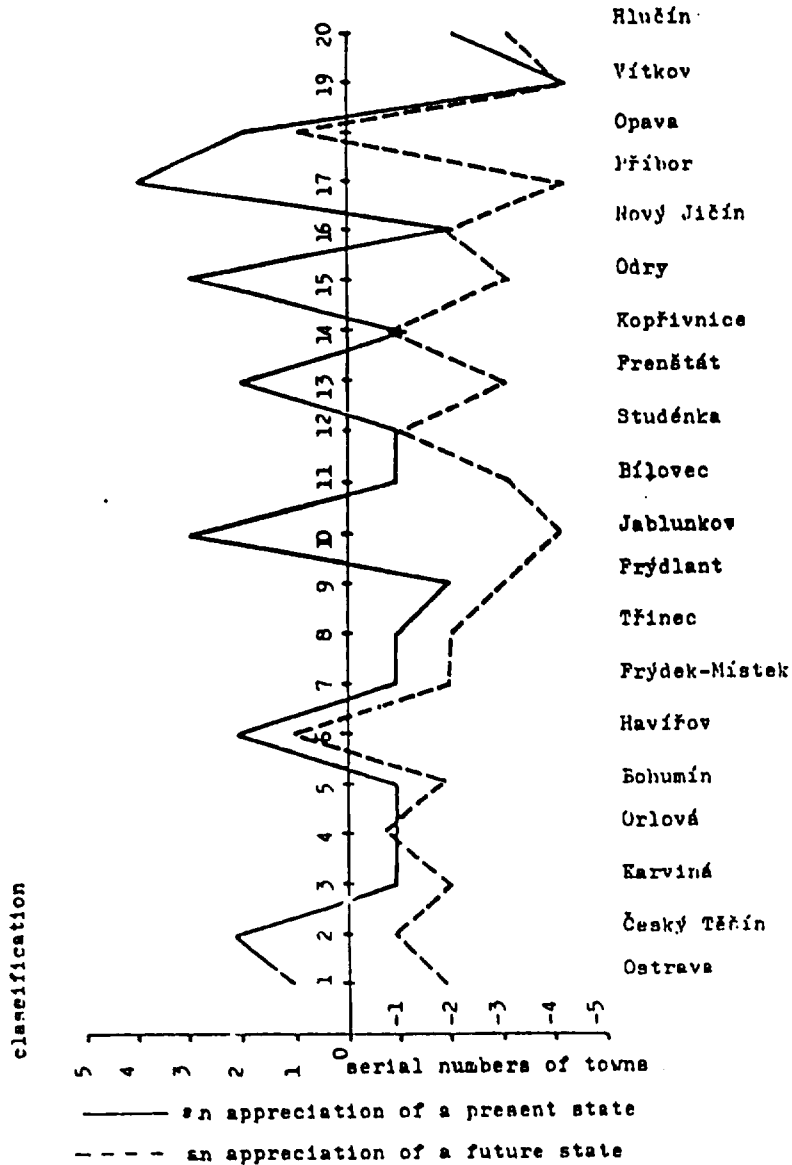 Hlučín
Vítkov
Opava
Příbor
Nový Jičín
Odry
Kopřivnice
Frenštát
Studénka
Bílovec
Jablunkov
Frýdlant
Třinec
Frýdek-Místek
Havířov
Bohumín
Orlová
Karviná
Český Těšín
Ostrava
20
19
17
16
15
14
13
12
11
10
9
8
7
6
5
4
3
2
1
classification
5 4 3 2 1 0 -1 -2 -3 -4 -5
serial numbers of towns
an appreciation of a present state
an appreciation of a future state